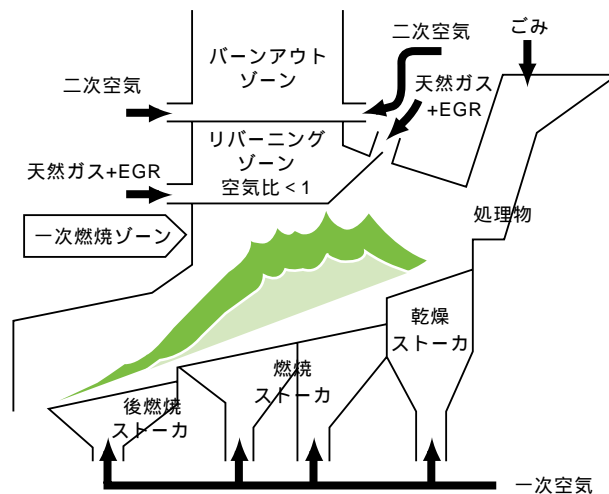 二次空気
ごみ
バーンアウト
ゾーン
二次空気
天然ガス
+EGR
リバーニング
ゾーン
空気比<1
天然ガス+EGR
処理物
一次燃焼ゾーン
乾燥
ストーカ
燃焼
ストーカ
後燃焼
ストーカ
一次空気